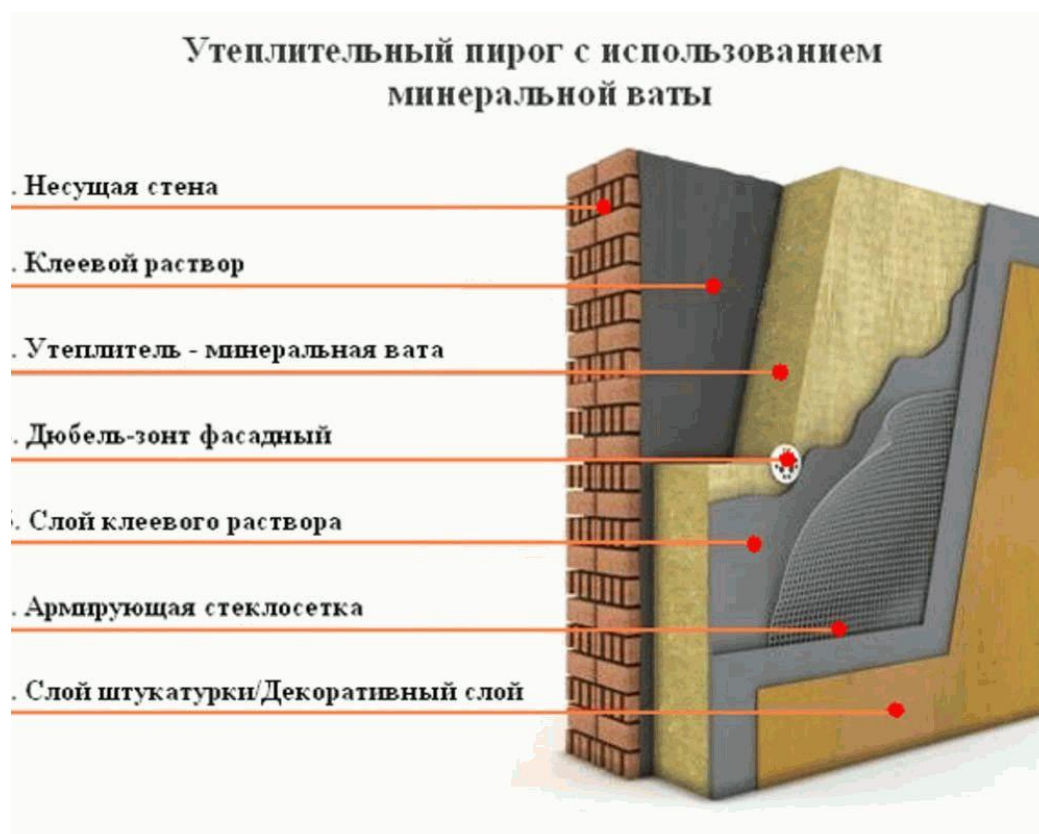 Утеплительный пирог с использованием
минеральной ваты
. Несущая стена
. Клеевой раствор
. Утеплитель - минеральная вата
. Дюбель-зонт фасадный
. Слой клеевого раствора
. Армирующая стеклосетка
. Слой штукатурки/Декоративный слой